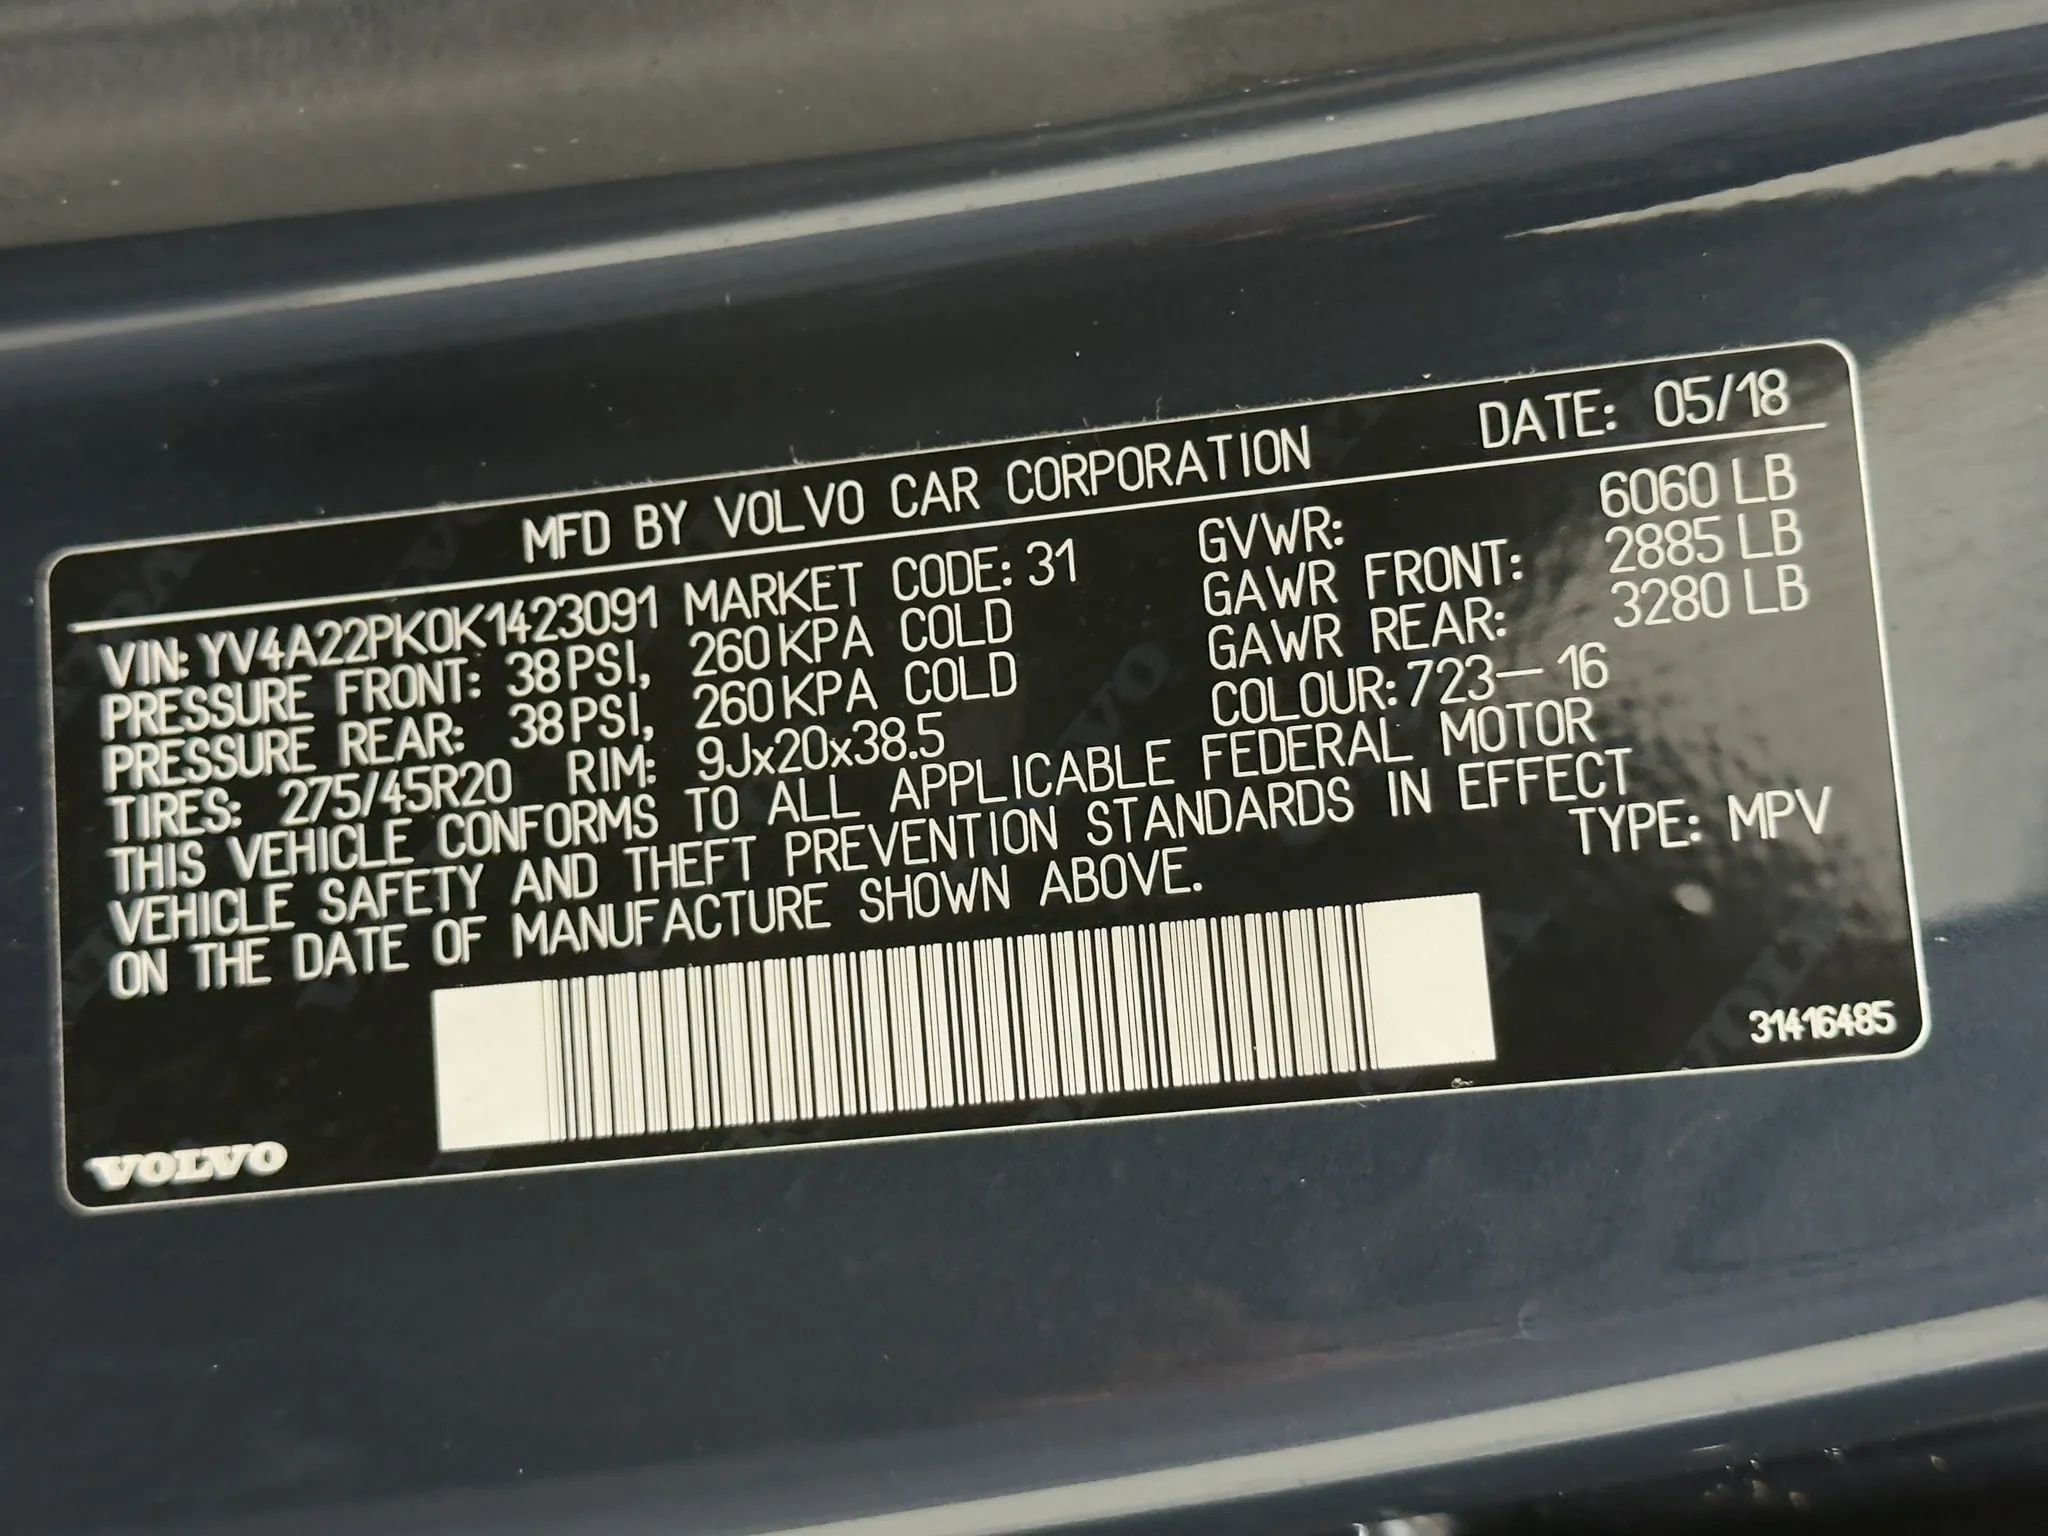 MFD BY VOLVO CAR CORPORATION DATE: 05/18
VIN: YV4A22PK0K1423091 MARKET CODE: 31 GVWR: 6060 LB
PRESSURE FRONT: 38 PSI, 260 KPA COLD GAWR FRONT: 2885 LB
PRESSURE REAR: 38 PSI, 260 KPA COLD GAWR REAR: 3280 LB
TIRES: 275/45R20 RIM: 9Jx20x38.5 COLOUR: 723-16
THIS VEHICLE CONFORMS TO ALL APPLICABLE FEDERAL MOTOR
VEHICLE SAFETY AND THEFT PREVENTION STANDARDS IN EFFECT
ON THE DATE OF MANUFACTURE SHOWN ABOVE. TYPE: MPV
31416485
VOLVO